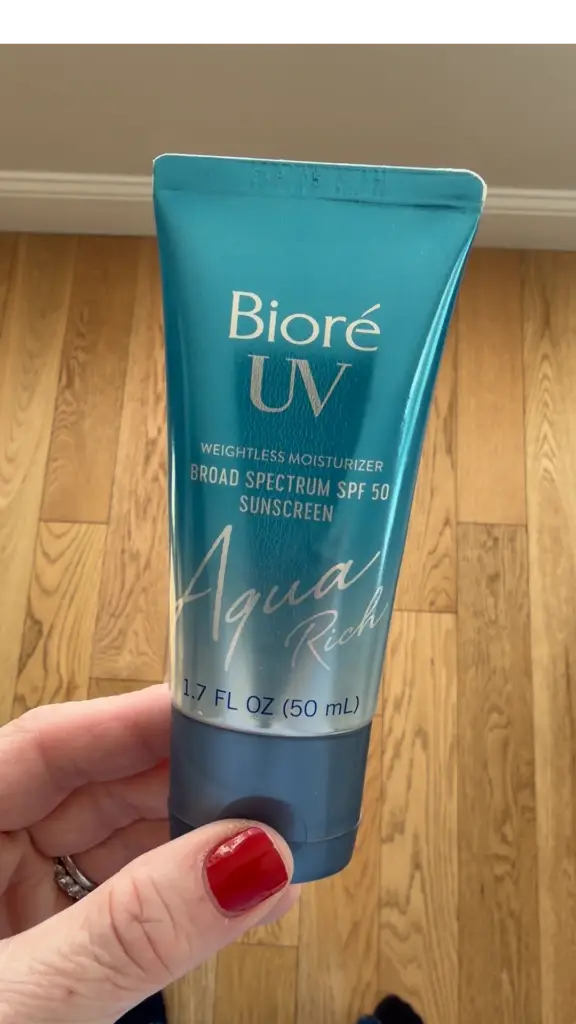 Bioré
UV
WEIGHTLESS MOISTURIZER
BROAD SPECTRUM SPF 50
SUNSCREEN
Aqua
Rich
1.7 FL OZ (50 mL)